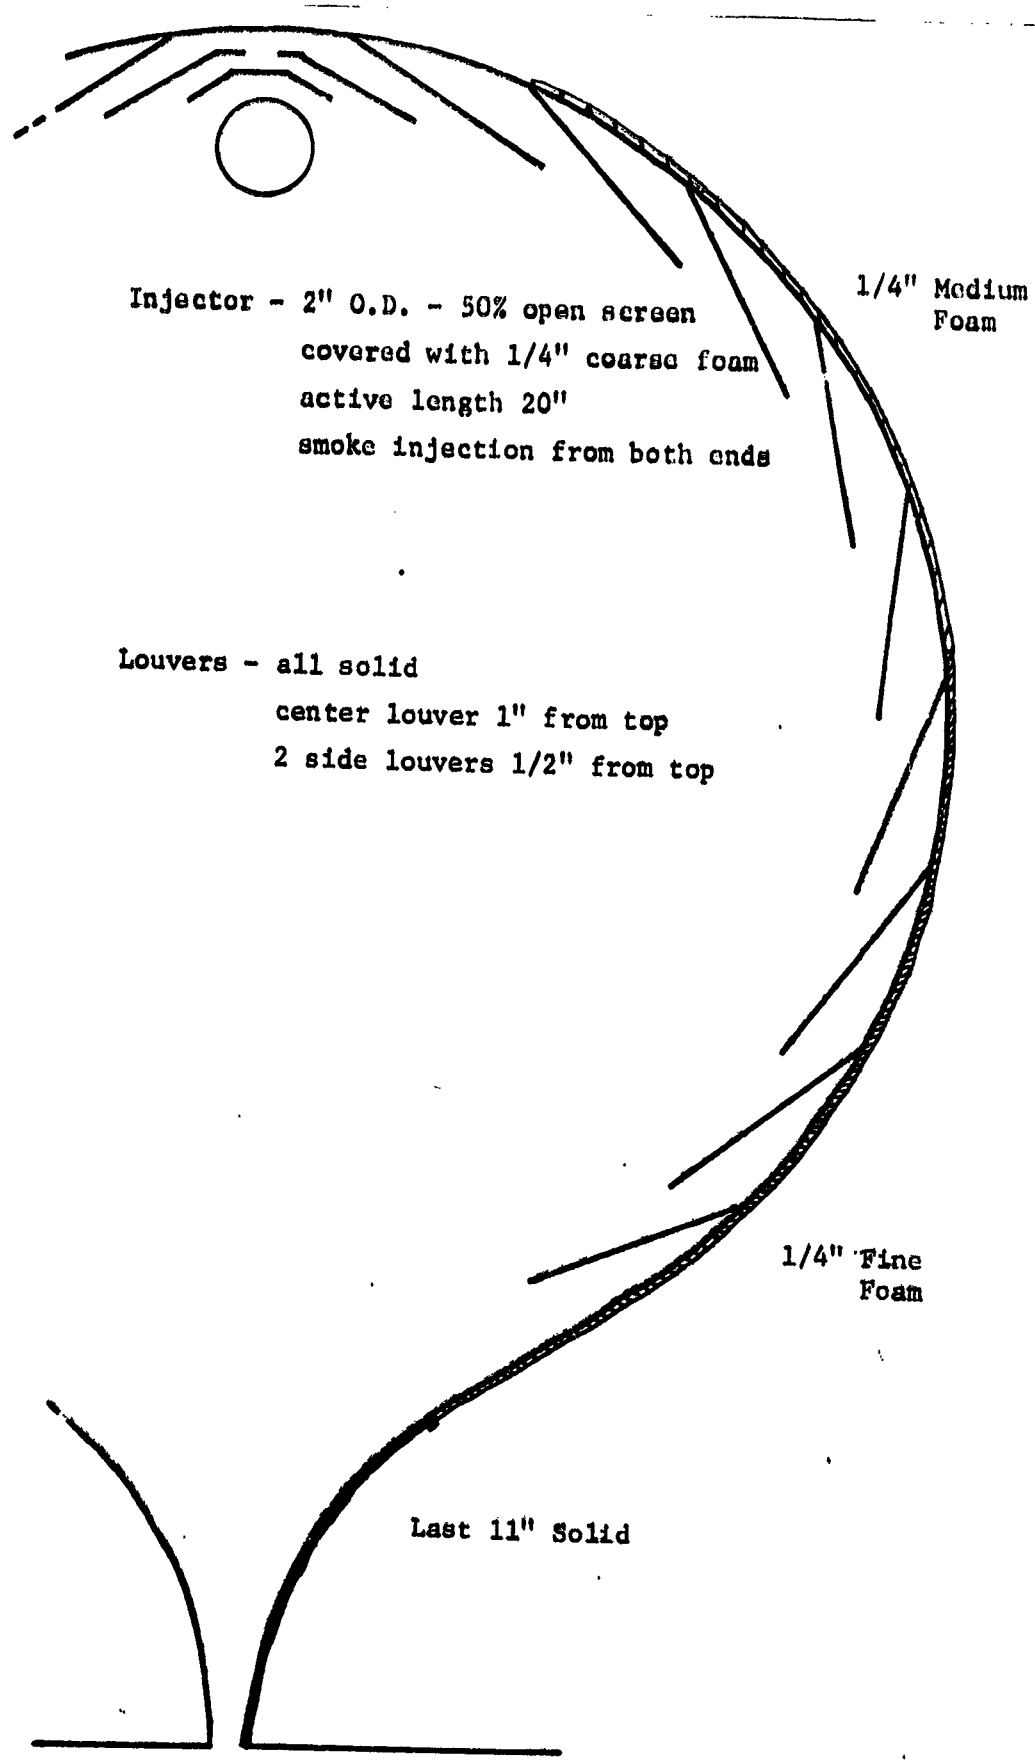 Injector - 2" O.D. - 50% open screen
covered with 1/4" coarse foam
active length 20"
smoke injection from both ends
1/4" Medium
Foam
Louvers - all solid
center louver 1" from top
2 side louvers 1/2" from top
1/4" Fine
Foam
Last 11" Solid